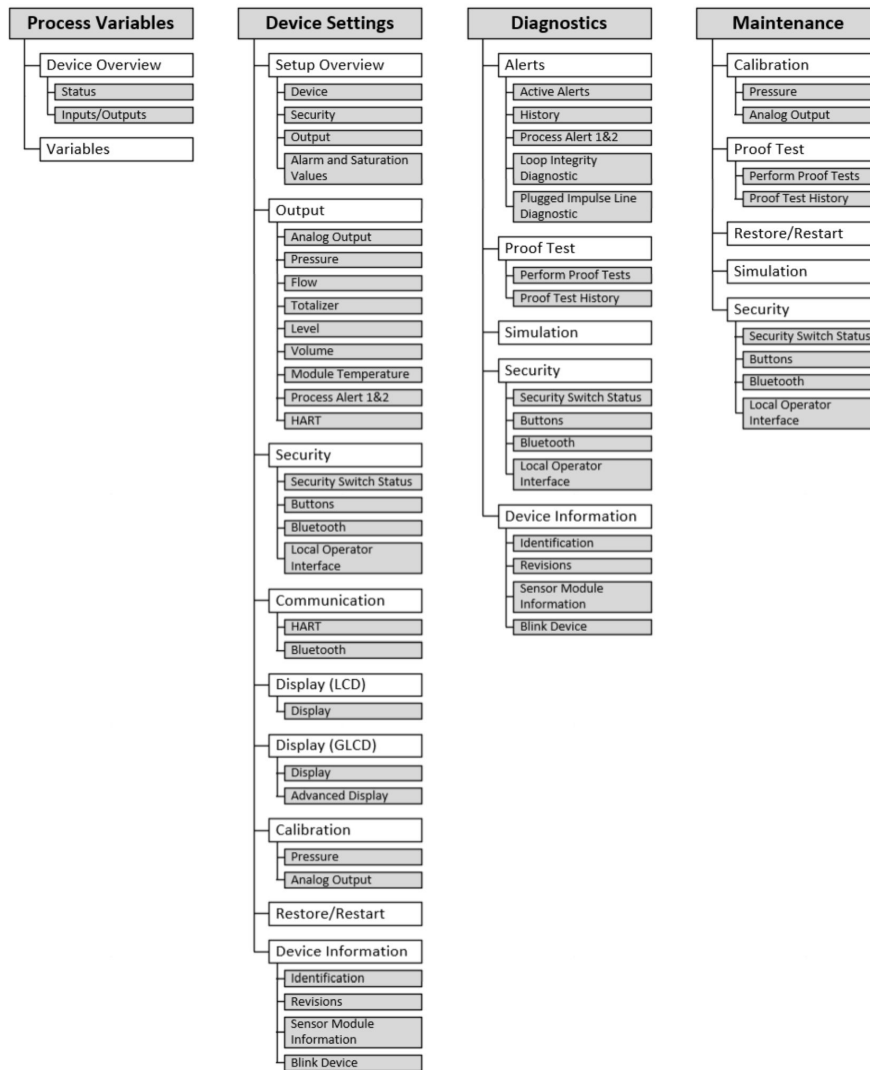 Process Variables
Device Overview
Status
Inputs/Outputs
Variables
Device Settings
Setup Overview
Device
Security
Output
Alarm and Saturation
Values
Output
Analog Output
Pressure
Flow
Totalizer
Level
Volume
Module Temperature
Process Alert 1&2
HART
Security
Security Switch Status
Buttons
Bluetooth
Local Operator
Interface
Communication
HART
Bluetooth
Display (LCD)
Display
Display (GLCD)
Display
Advanced Display
Calibration
Pressure
Analog Output
Restore/Restart
Device Information
Identification
Revisions
Sensor Module
Information
Blink Device
Diagnostics
Alerts
Active Alerts
History
Process Alert 1&2
Loop Integrity
Diagnostic
Plugged Impulse Line
Diagnostic
Proof Test
Perform Proof Tests
Proof Test History
Simulation
Security
Security Switch Status
Buttons
Bluetooth
Local Operator
Interface
Device Information
Identification
Revisions
Sensor Module
Information
Blink Device
Maintenance
Calibration
Pressure
Analog Output
Proof Test
Perform Proof Tests
Proof Test History
Restore/Restart
Simulation
Security
Security Switch Status
Buttons
Bluetooth
Local Operator
Interface